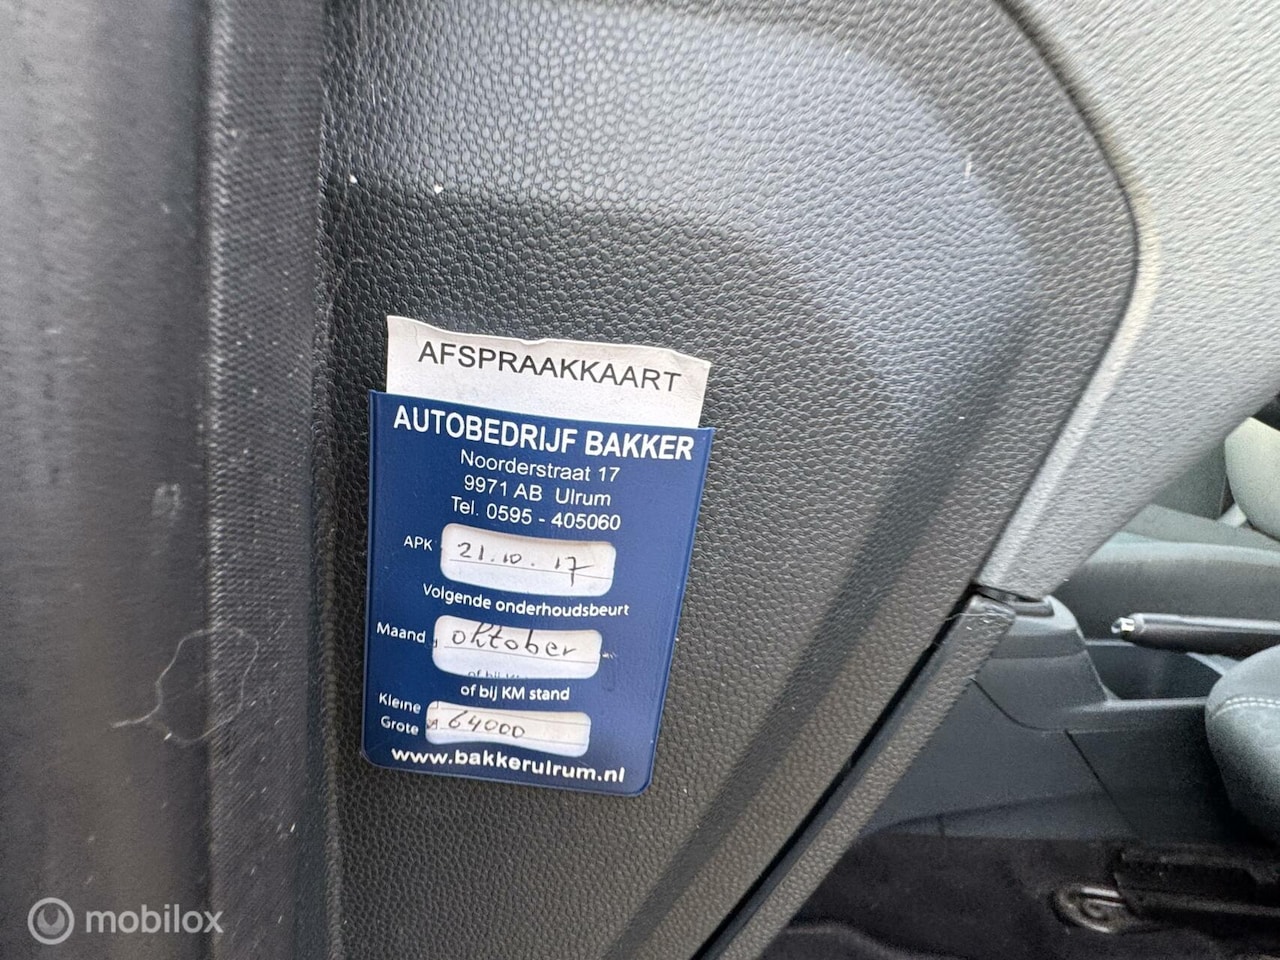 AFSPRAAKKAART
AUTOBEDRIJF BAKKER
Noorderstraat 17
9971 AB Ulrum
Tel. 0595 - 405060
APK 21.10.17
Volgende onderhoudsbeurt
Maand oktober
of bij KM stand
Kleine
Grote 64000
www.bakkerulrum.nl
mobilox